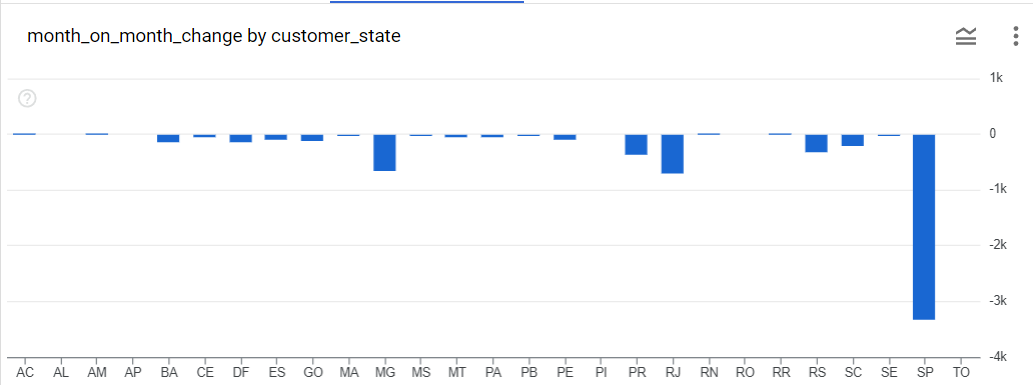 month_on_month_change by customer_state
1k
0
-1k
-2k
-3k
-4k
AC AL AM AP BA CE DF ES GO MA MG MS MT PA PB PE PI PR RJ RN RO RR RS SC SE SP TO